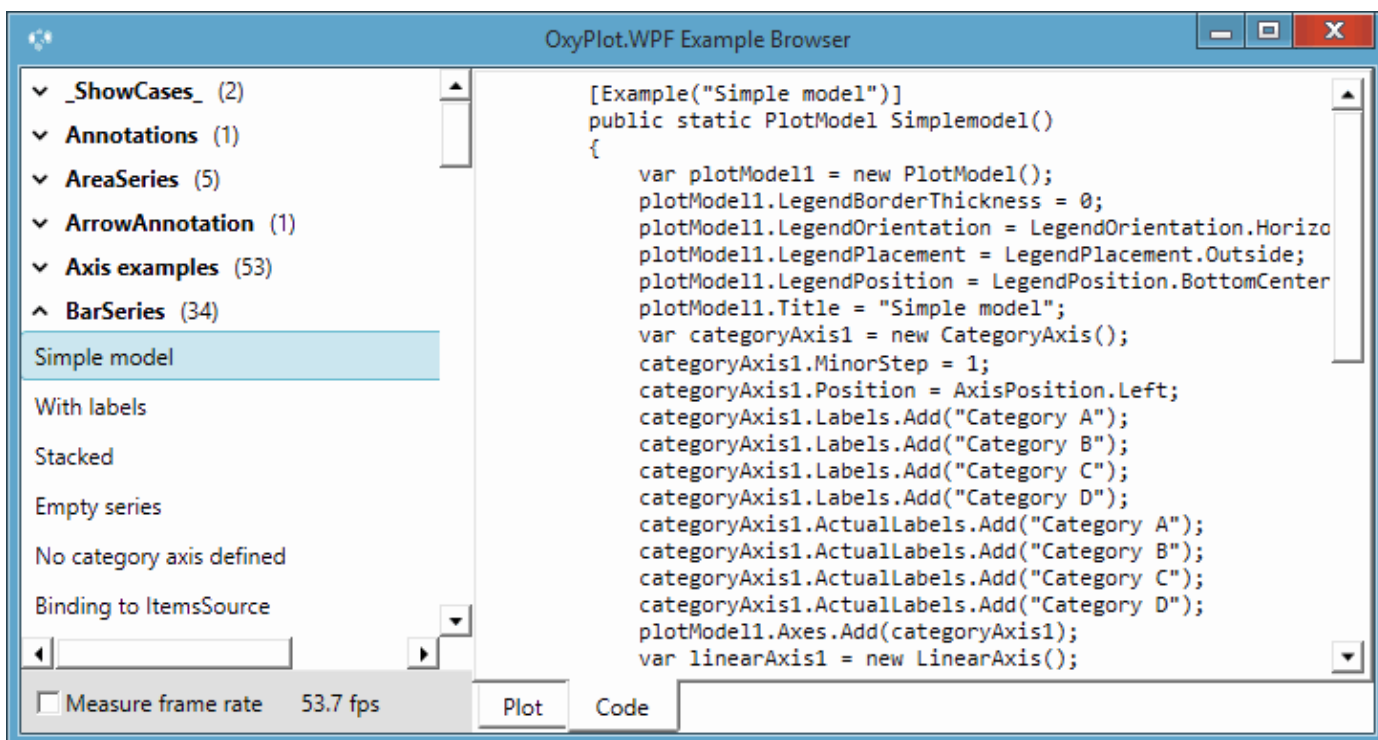 OxyPlot.WPF Example Browser
_ShowCases_ (2)
Annotations (1)
AreaSeries (5)
ArrowAnnotation (1)
Axis examples (53)
BarSeries (34)
Simple model
With labels
Stacked
Empty series
No category axis defined
Binding to ItemsSource
Measure frame rate 53.7 fps
[Example("Simple model")]
public static PlotModel Simplemodel()
{
var plotModel1 = new PlotModel();
plotModel1.LegendBorderThickness = 0;
plotModel1.LegendOrientation = LegendOrientation.Horizo
plotModel1.LegendPlacement = LegendPlacement.Outside;
plotModel1.LegendPosition = LegendPosition.BottomCenter
plotModel1.Title = "Simple model";
var categoryAxis1 = new CategoryAxis();
categoryAxis1.MinorStep = 1;
categoryAxis1.Position = AxisPosition.Left;
categoryAxis1.Labels.Add("Category A");
categoryAxis1.Labels.Add("Category B");
categoryAxis1.Labels.Add("Category C");
categoryAxis1.Labels.Add("Category D");
categoryAxis1.ActualLabels.Add("Category A");
categoryAxis1.ActualLabels.Add("Category B");
categoryAxis1.ActualLabels.Add("Category C");
categoryAxis1.ActualLabels.Add("Category D");
plotModel1.Axes.Add(categoryAxis1);
var linearAxis1 = new LinearAxis();
Plot Code